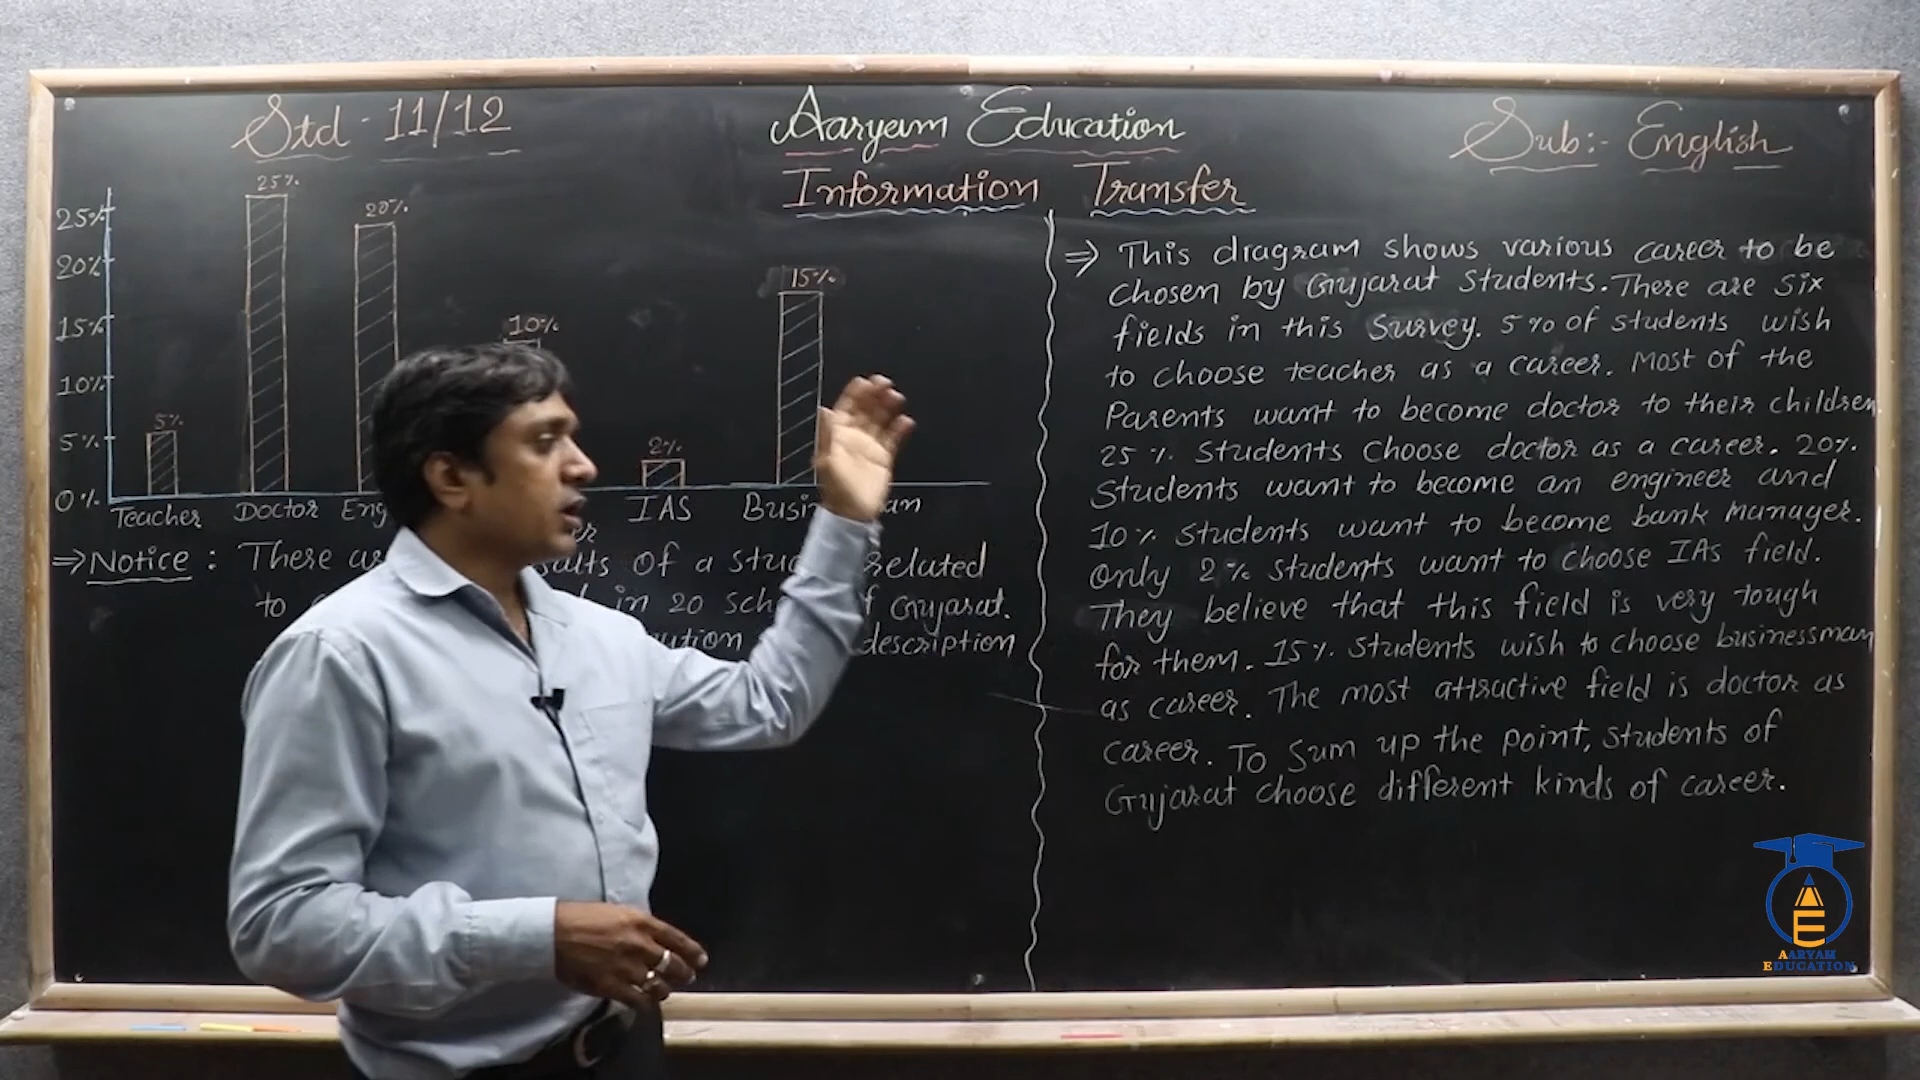 Std - 11/12
Aaryam Education
Sub:- English
Information Transfer
25%
20%
15%
10%
5%
0%
5%
25%
20%
10%
2%
15%
Teacher Doctor IAS
⇒ Notice : There of a related
to in 20 Gujarat.
description
⇒ This diagram shows various career to be
chosen by Gujarat Students. There are six
fields in this Survey. 5% of students wish
to choose teacher as a career. Most of the
Parents want to become doctor to their children.
25% Students choose doctor as a career. 20%
Students want to become an engineer and
10% Students want to become bank Manager.
Only 2% students want to choose IAS field.
They believe that this field is very tough
for them. 15% Students wish to choose businessman
as career. The most attractive field is doctor as
career. To Sum up the point, students of
Gujarat choose different kinds of career.
AARYAM
EDUCATION